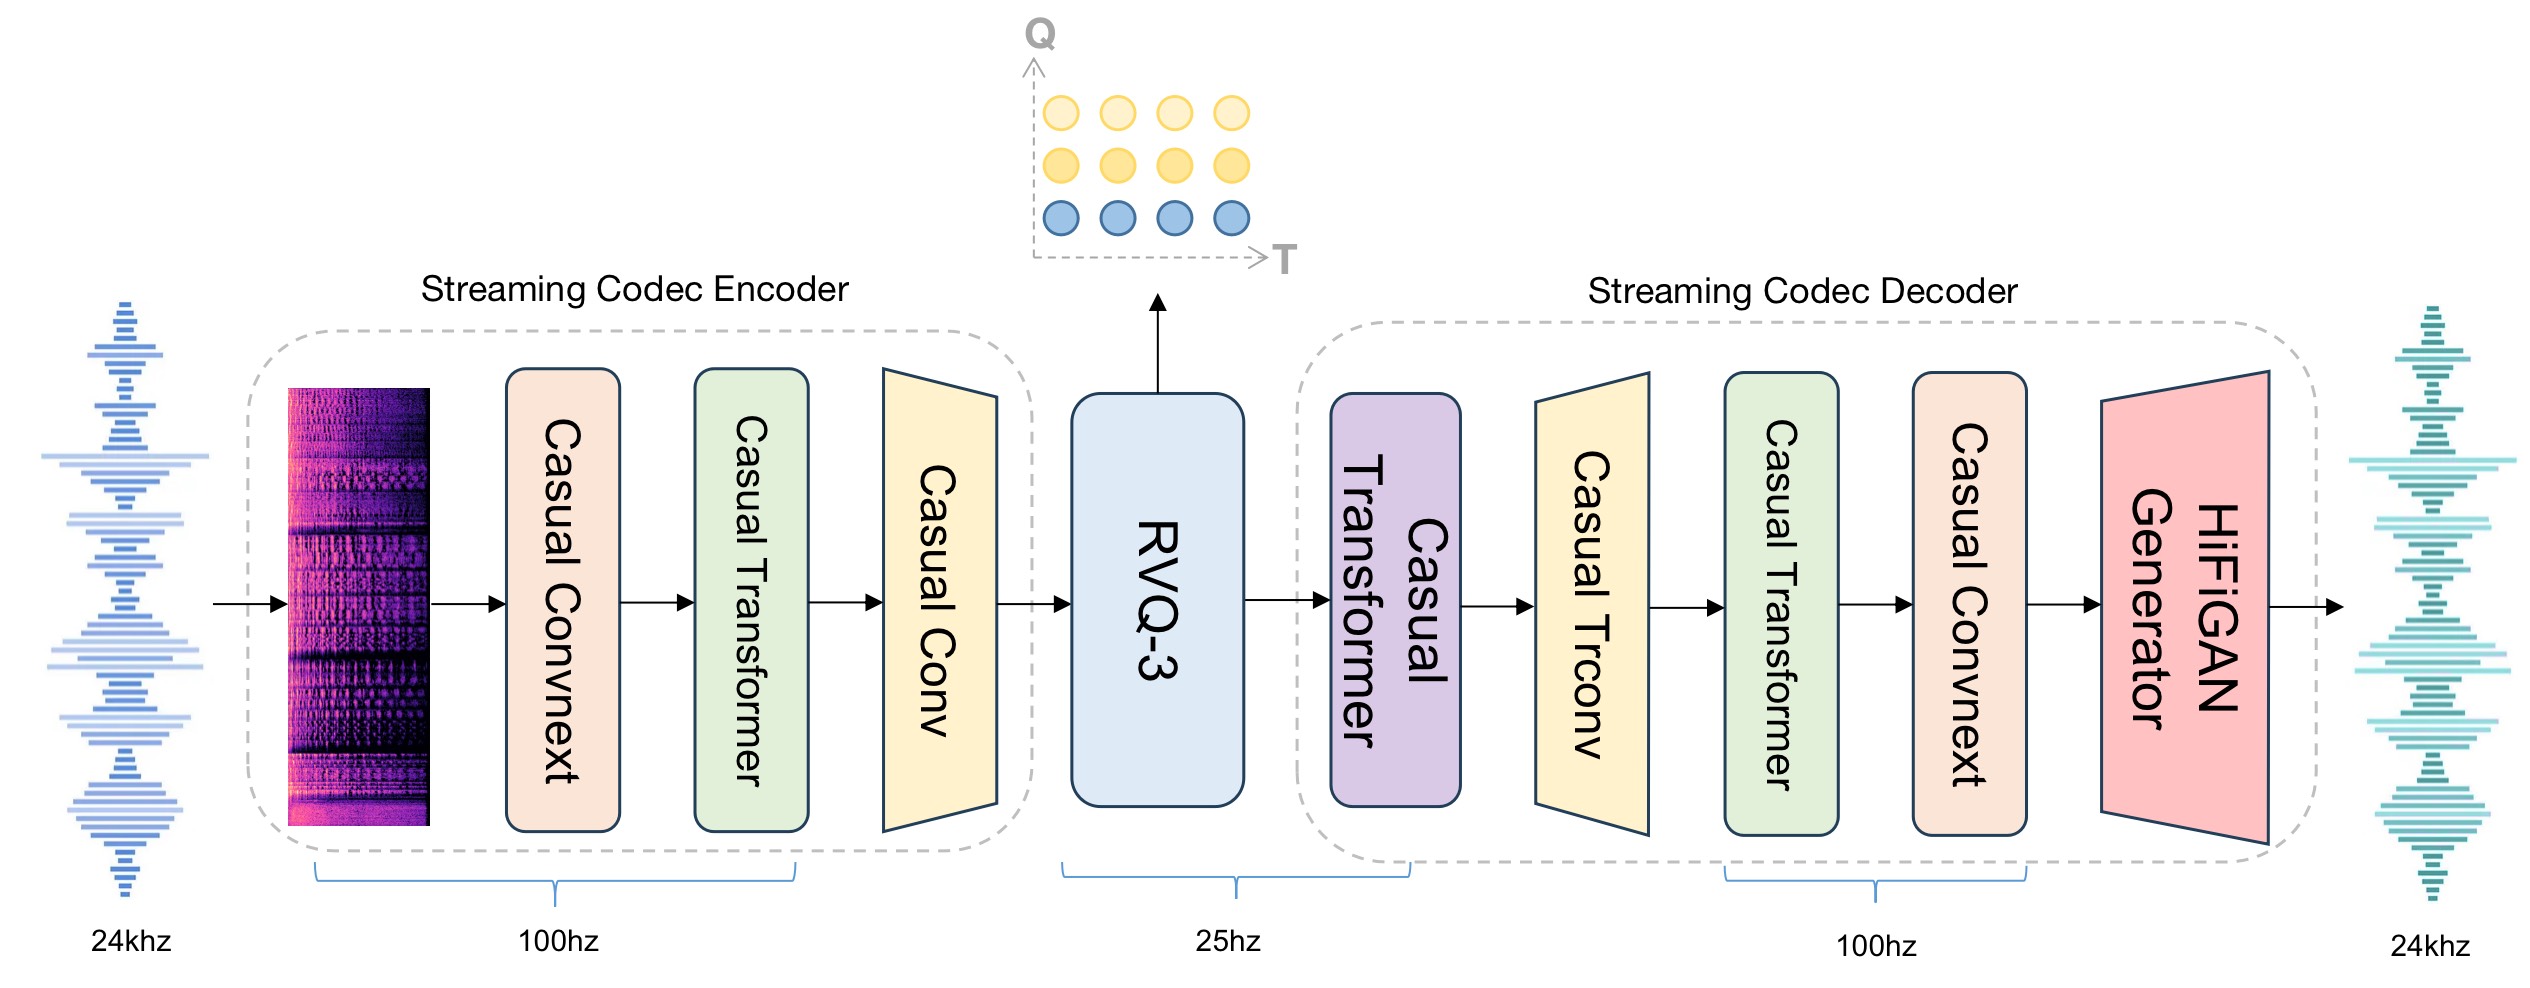 Q
T
Streaming Codec Encoder
Streaming Codec Decoder
Casual Convnext
Casual Transformer
Casual Conv
RVQ-3
Casual
Transformer
Casual Trconv
Casual Transformer
Casual Convnext
HiFiGAN
Generator
24khz
100hz
25hz
100hz
24khz